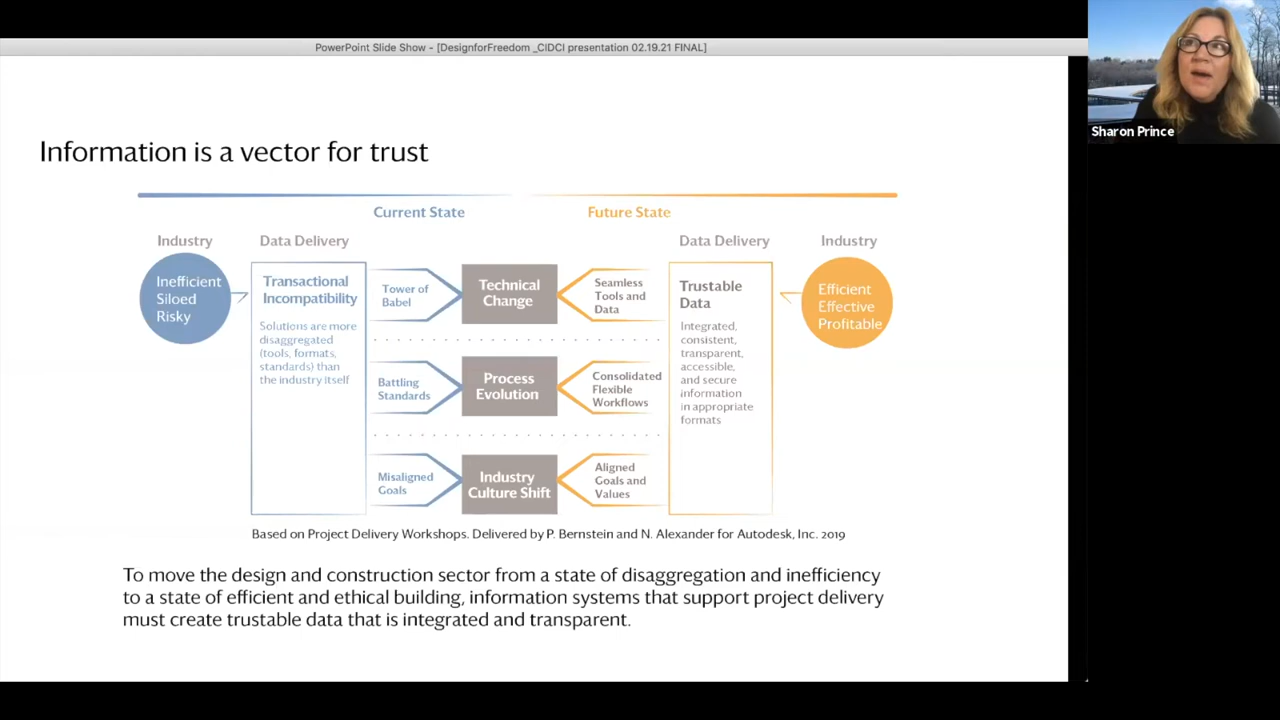 PowerPoint Slide Show - [DesignforFreedom _CIDCI presentation 02.19.21 FINAL]
Sharon Prince
Information is a vector for trust
Current State
Future State
Industry
Data Delivery
Data Delivery
Industry
Inefficient
Siloed
Risky
Transactional
Incompatibility
Solutions are more
disaggregated
(tools, formats,
standards) than
the industry itself
Tower of
Babel
Technical
Change
Seamless
Tools and
Data
Battling
Standards
Process
Evolution
Consolidated
Flexible
Workflows
Misaligned
Goals
Industry
Culture Shift
Aligned
Goals and
Values
Trustable
Data
Integrated,
consistent,
transparent,
accessible,
and secure
information
in appropriate
formats
Efficient
Effective
Profitable
Based on Project Delivery Workshops. Delivered by P. Bernstein and N. Alexander for Autodesk, Inc. 2019
To move the design and construction sector from a state of disaggregation and inefficiency
to a state of efficient and ethical building, information systems that support project delivery
must create trustable data that is integrated and transparent.